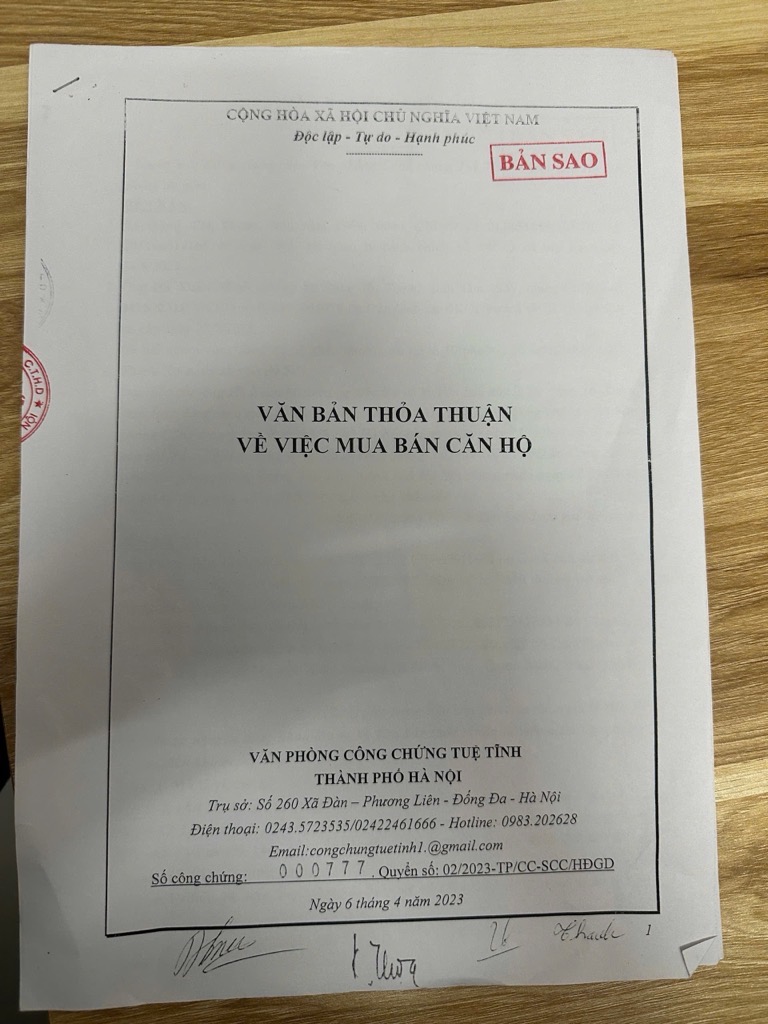 CỘNG HÒA XÃ HỘI CHỦ NGHĨA VIỆT NAM
Độc lập - Tự do - Hạnh phúc
BẢN SAO
C.T.H.D ★
NỘI
VĂN BẢN THỎA THUẬN
VỀ VIỆC MUA BÁN CĂN HỘ
VĂN PHÒNG CÔNG CHỨNG TUỆ TĨNH
THÀNH PHỐ HÀ NỘI
Trụ sở: Số 260 Xã Đàn – Phương Liên - Đống Đa - Hà Nội
Điện thoại: 0243.5723535/02422461666 - Hotline: 0983.202628
Email:congchungtuetinh1.@gmail.com
Số công chứng: 000777, Quyển số: 02/2023-TP/CC-SCC/HĐGD
Ngày 6 tháng 4 năm 2023
1